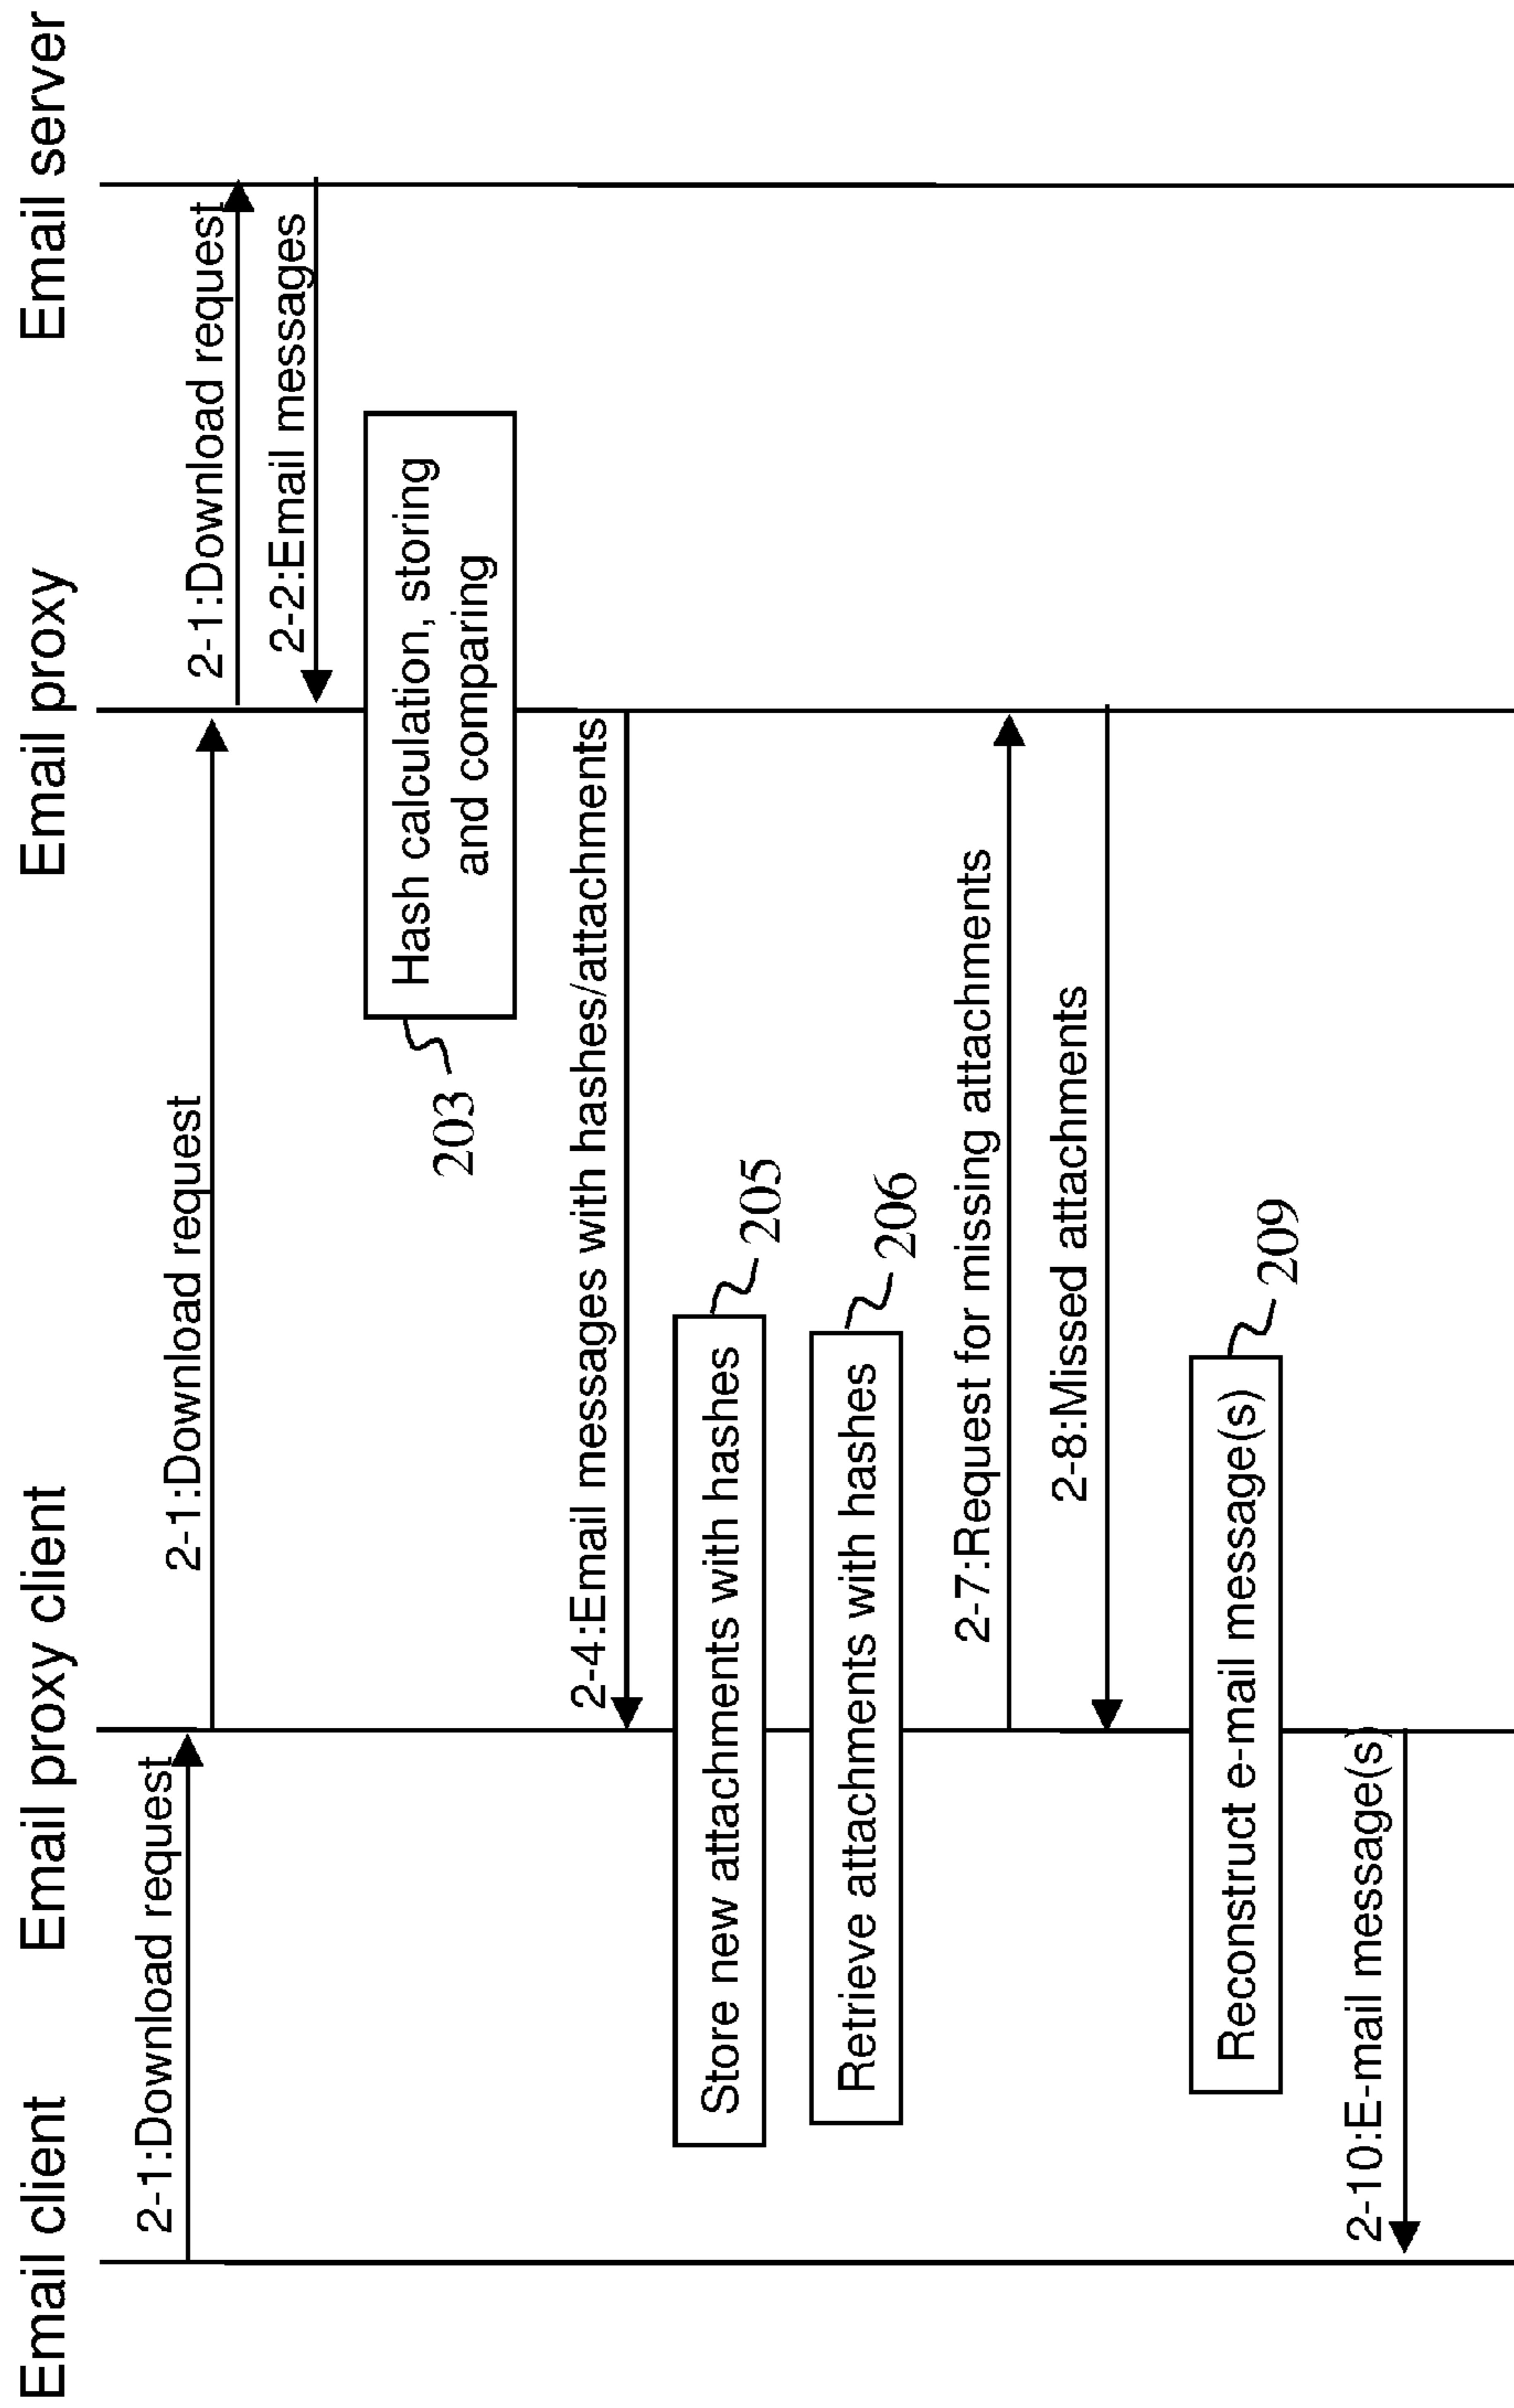 Email client
Email proxy client
Email proxy
Email server
2-1:Download request
2-1:Download request
2-1:Download request
2-2:Email messages
Hash calculation, storing
and comparing
203
2-4:Email messages with hashes/attachments
Store new attachments with hashes
205
Retrieve attachments with hashes
206
2-7:Request for missing attachments
2-8:Missed attachments
Reconstruct e-mail message(s)
209
2-10:E-mail message(s)